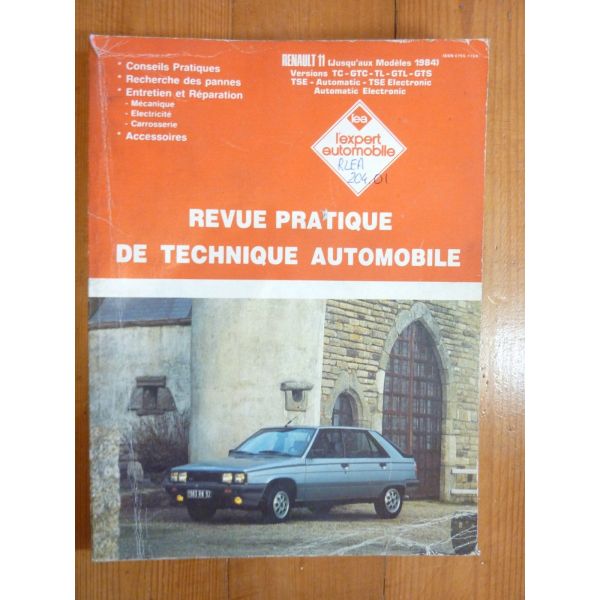 * Conseils Pratiques
* Recherche des pannes
* Entretien et Réparation
- Mécanique
- Electricité
- Carrosserie
* Accessoires
RENAULT 11 (Jusqu'aux Modèles 1984)
Versions TC - GTC - TL - GTL - GTS
TSE - Automatic - TSE Electronic
Automatic Electronic
l'expert
automobile
RLEA
204.01
REVUE PRATIQUE
DE TECHNIQUE AUTOMOBILE